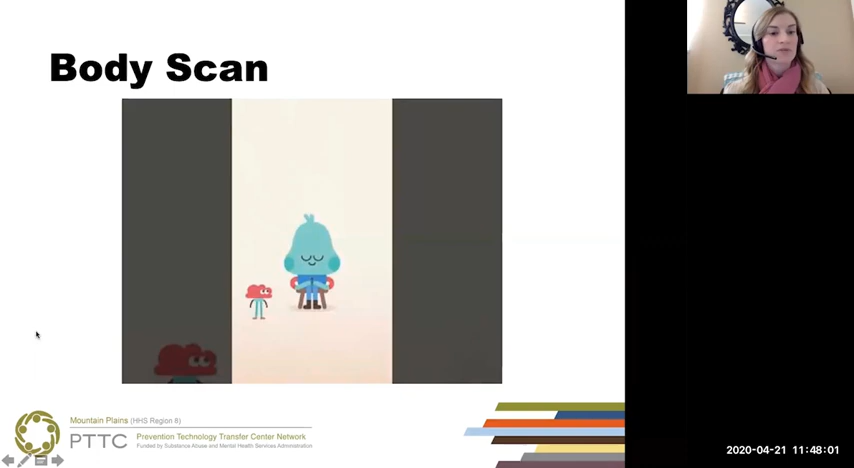 Body Scan
Mountain Plains (HHS Region 8)
PTTC
Prevention Technology Transfer Center Network
Funded by Substance Abuse and Mental Health Services Administration
2020-04-21 11:48:01